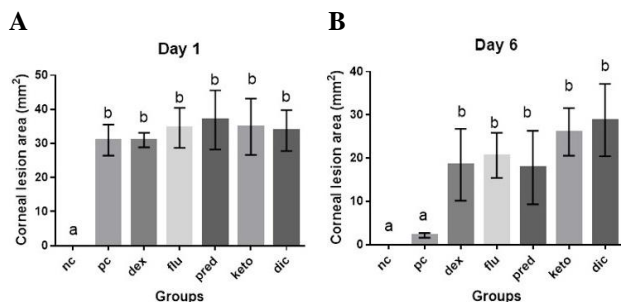 A
Day 1
Corneal lesion area (mm²)
50
40
30
20
10
0
a
b
b
b
b
b
b
nc
pc
dex
flu
pred
keto
dic
Groups
B
Day 6
Corneal lesion area (mm²)
40
30
20
10
0
a
a
b
b
b
b
b
nc
pc
dex
flu
pred
keto
dic
Groups